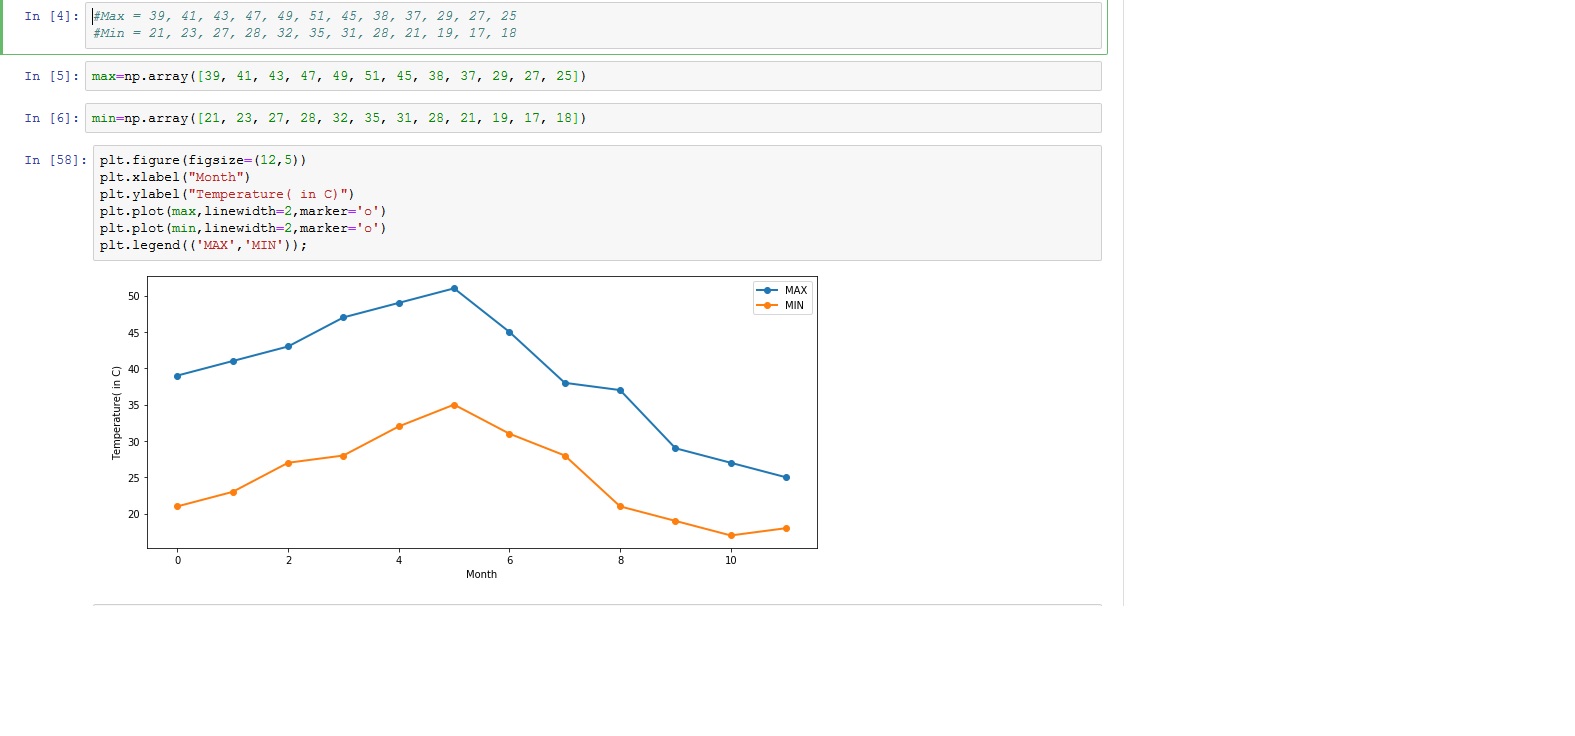 In [4]: #Max = 39, 41, 43, 47, 49, 51, 45, 38, 37, 29, 27, 25
#Min = 21, 23, 27, 28, 32, 35, 31, 28, 21, 19, 17, 18
In [5]: max=np.array([39, 41, 43, 47, 49, 51, 45, 38, 37, 29, 27, 25])
In [6]: min=np.array([21, 23, 27, 28, 32, 35, 31, 28, 21, 19, 17, 18])
In [58]: plt.figure(figsize=(12,5))
plt.xlabel("Month")
plt.ylabel("Temperature( in C)")
plt.plot(max,linewidth=2,marker='o')
plt.plot(min,linewidth=2,marker='o')
plt.legend(('MAX','MIN'));
MAX
MIN
50
45
40
35
30
25
20
Temperature( in C)
0 2 4 6 8 10
Month